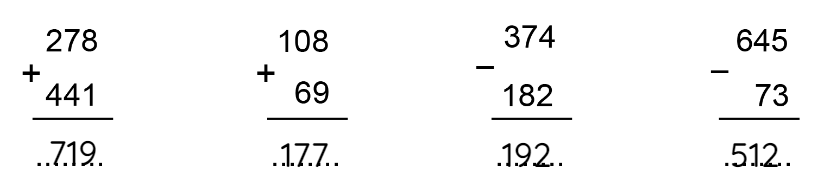 278 108 374 645
+ + − −
441 69 182 73
719 177 192 512